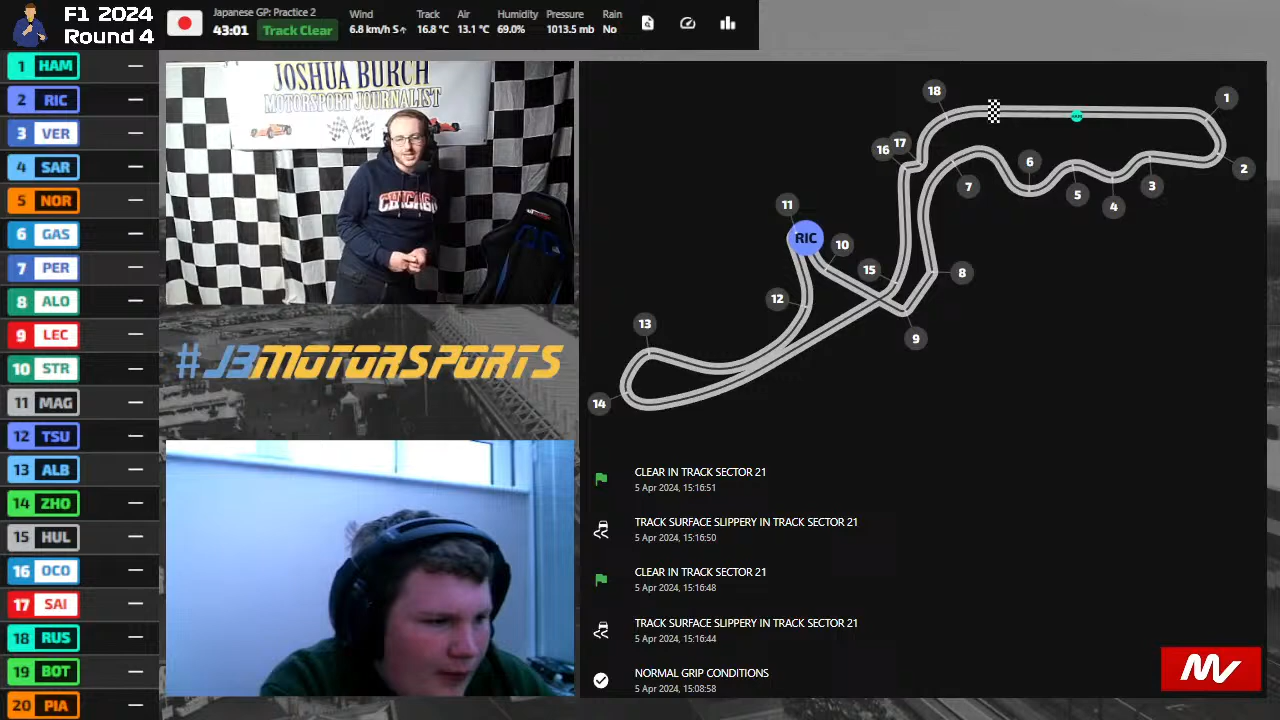 F1 2024
Round 4
Japanese GP: Practice 2
43:01
Track Clear
Wind
6.8 km/h S
Track
16.8 °C
Air
13.1 °C
Humidity
69.0%
Pressure
1013.5 mb
Rain
No
1 HAM —
2 RIC —
3 VER —
4 SAR —
5 NOR —
6 GAS —
7 PER —
8 ALO —
9 LEC —
10 STR —
11 MAG —
12 TSU —
13 ALB —
14 ZHO —
15 HUL —
16 OCO —
17 SAI —
18 RUS —
19 BOT —
20 PIA —
JOSHUA BURCH
MOTORSPORT JOURNALIST
CHICAGO
#JBMOTORSPORTS
18
1
16
17
6
2
7
5
4
3
11
RIC
10
15
8
12
9
13
14
CLEAR IN TRACK SECTOR 21
5 Apr 2024, 15:16:51
TRACK SURFACE SLIPPERY IN TRACK SECTOR 21
5 Apr 2024, 15:16:50
CLEAR IN TRACK SECTOR 21
5 Apr 2024, 15:16:48
TRACK SURFACE SLIPPERY IN TRACK SECTOR 21
5 Apr 2024, 15:16:44
NORMAL GRIP CONDITIONS
5 Apr 2024, 15:08:58
MV